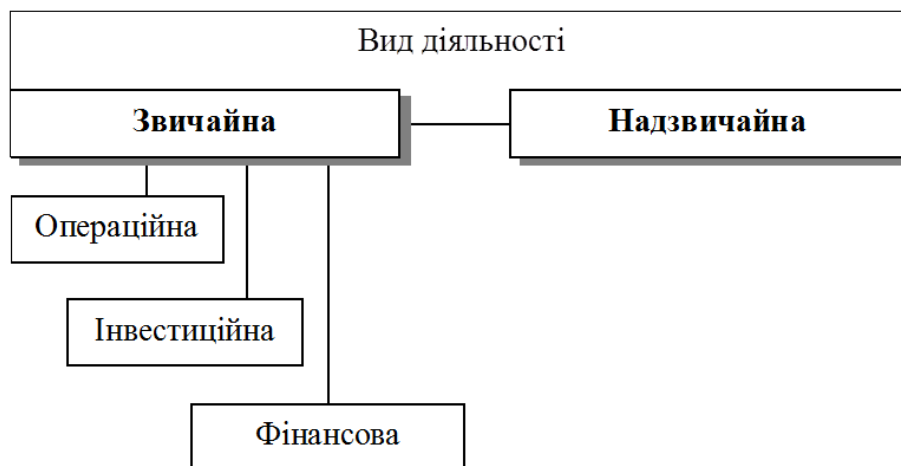 Вид діяльності
Звичайна
Надзвичайна
Операційна
Інвестиційна
Фінансова